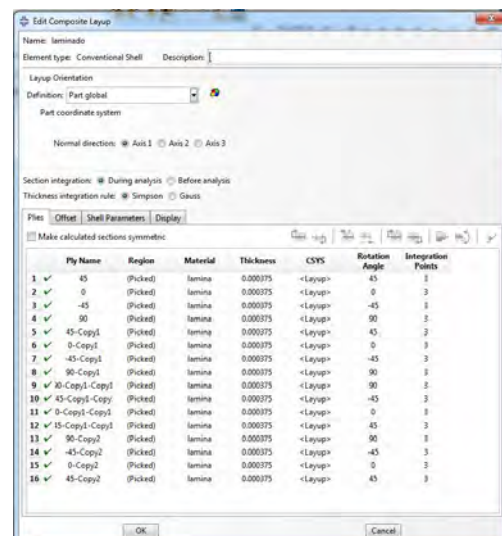 Edit Composite Layup
Name: laminado
Element type: Conventional Shell Description:
Layup Orientation
Definition: Part global
Part coordinate system
Normal direction: Axis 1 Axis 2 Axis 3
Section integration: During analysis Before analysis
Thickness integration rule: Simpson Gauss
Plies Offset Shell Parameters Display
Make calculated sections symmetric
Ply Name Region Material Thickness CSYS Rotation Angle Integration Points
1 45 (Picked) lamina 0.000375 <Layup> 45 3
2 0 (Picked) lamina 0.000375 <Layup> 0 3
3 -45 (Picked) lamina 0.000375 <Layup> -45 3
4 90 (Picked) lamina 0.000375 <Layup> 90 3
5 45-Copy1 (Picked) lamina 0.000375 <Layup> 45 3
6 0-Copy1 (Picked) lamina 0.000375 <Layup> 0 3
7 -45-Copy1 (Picked) lamina 0.000375 <Layup> -45 3
8 90-Copy1 (Picked) lamina 0.000375 <Layup> 90 3
9 0-Copy1-Copy1 (Picked) lamina 0.000375 <Layup> 90 3
10 45-Copy1-Copy (Picked) lamina 0.000375 <Layup> -45 3
11 0-Copy1-Copy1 (Picked) lamina 0.000375 <Layup> 0 3
12 5-Copy1-Copy1 (Picked) lamina 0.000375 <Layup> 45 3
13 90-Copy2 (Picked) lamina 0.000375 <Layup> 90 3
14 -45-Copy2 (Picked) lamina 0.000375 <Layup> -45 3
15 0-Copy2 (Picked) lamina 0.000375 <Layup> 0 3
16 45-Copy2 (Picked) lamina 0.000375 <Layup> 45 3
OK Cancel